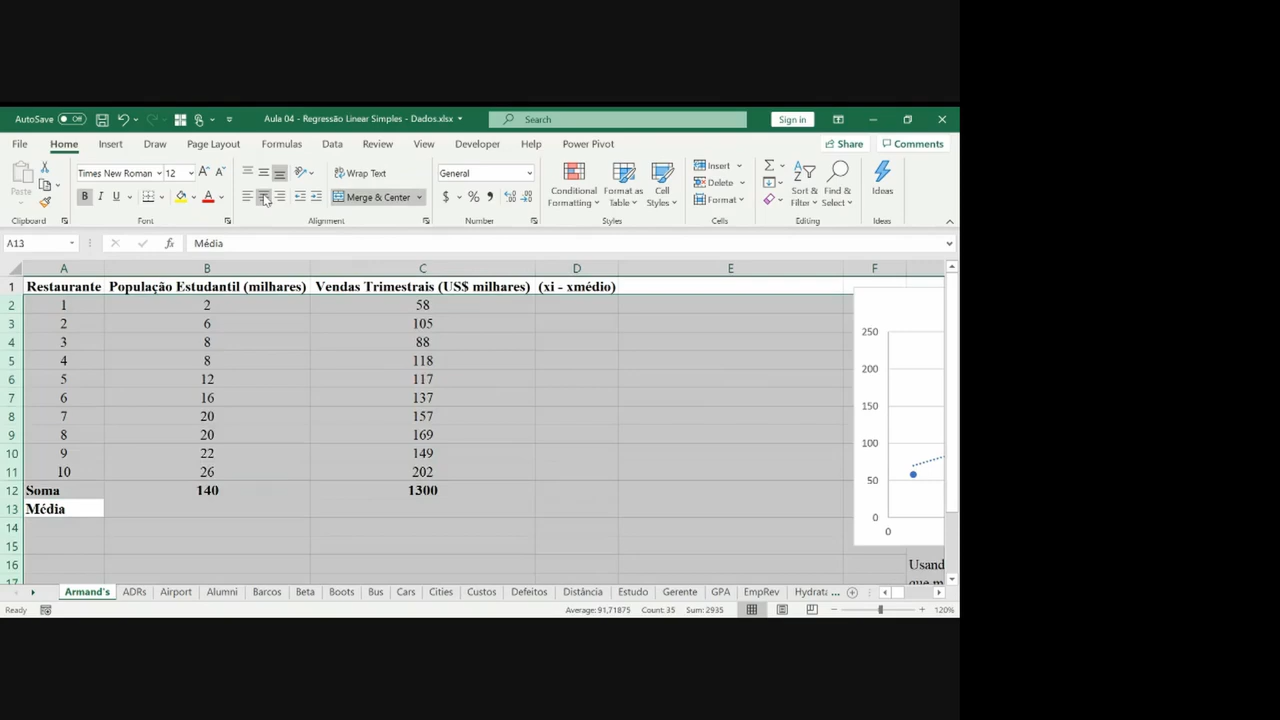 AutoSave Off Aula 04 - Regressão Linear Simples - Dados.xlsx Search Sign in
File Home Insert Draw Page Layout Formulas Data Review View Developer Help Power Pivot Share Comments
Paste Times New Roman 12 A A Wrap Text General Conditional Formatting Format as Table Cell Styles Insert Sort & Filter Find & Select Ideas
Delete
B I U A Merge & Center $ % Format
Clipboard Font Alignment Number Styles Cells Editing Ideas
A13 fx Média
A B C D E F
1 Restaurante População Estudantil (milhares) Vendas Trimestrais (US$ milhares) (xi - xmédio)
2 1 2 58
3 2 6 105
4 3 8 88
5 4 8 118
6 5 12 117
7 6 16 137
8 7 20 157
9 8 20 169
10 9 22 149
11 10 26 202
12 Soma 140 1300
13 Média
14
15
16 Usand
17 que m
250
200
150
100
50
0
0
Armand's ADRs Airport Alumni Barcos Beta Boots Bus Cars Cities Custos Defeitos Distância Estudo Gerente GPA EmpRev Hydrata ...
Ready Average: 91,71875 Count: 35 Sum: 2935 120%